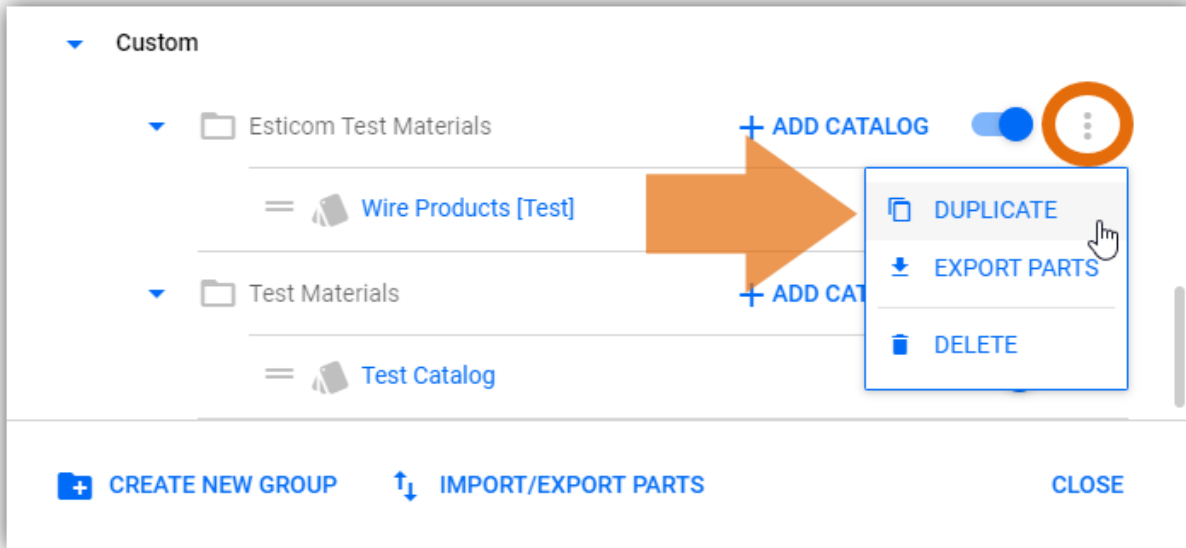 Custom
Esticom Test Materials + ADD CATALOG
Wire Products [Test] DUPLICATE
EXPORT PARTS
Test Materials + ADD CAT
DELETE
Test Catalog
CREATE NEW GROUP IMPORT/EXPORT PARTS CLOSE